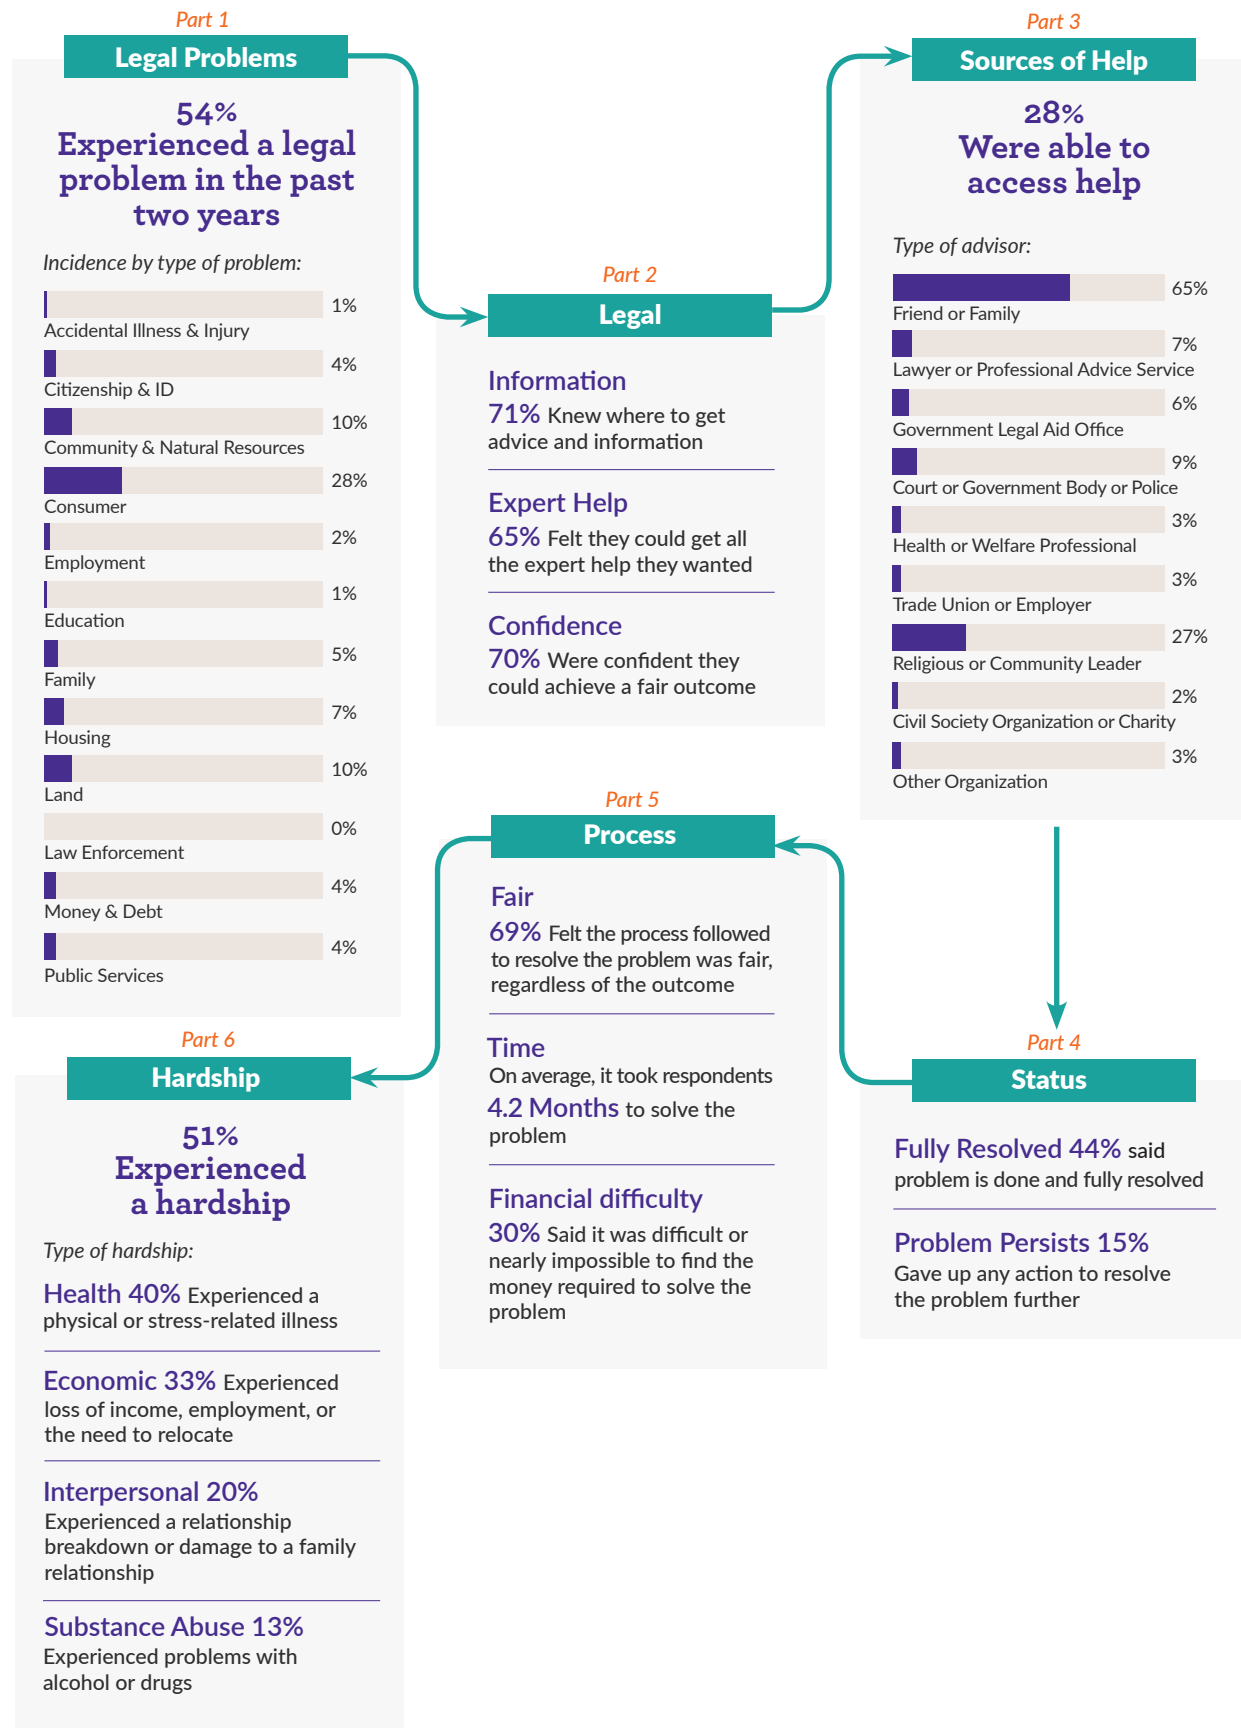 Part 1
Legal Problems
54%
Experienced a legal
problem in the past
two years
Incidence by type of problem:
1%
Accidental Illness & Injury
4%
Citizenship & ID
10%
Community & Natural Resources
28%
Consumer
2%
Employment
1%
Education
5%
Family
7%
Housing
10%
Land
0%
Law Enforcement
4%
Money & Debt
4%
Public Services
Part 2
Legal
Information
71% Knew where to get
advice and information
Expert Help
65% Felt they could get all
the expert help they wanted
Confidence
70% Were confident they
could achieve a fair outcome
Part 3
Sources of Help
28%
Were able to
access help
Type of advisor:
65%
Friend or Family
7%
Lawyer or Professional Advice Service
6%
Government Legal Aid Office
9%
Court or Government Body or Police
3%
Health or Welfare Professional
3%
Trade Union or Employer
27%
Religious or Community Leader
2%
Civil Society Organization or Charity
3%
Other Organization
Part 4
Status
Fully Resolved 44% said
problem is done and fully resolved
Problem Persists 15%
Gave up any action to resolve
the problem further
Part 5
Process
Fair
69% Felt the process followed
to resolve the problem was fair,
regardless of the outcome
Time
On average, it took respondents
4.2 Months to solve the
problem
Financial difficulty
30% Said it was difficult or
nearly impossible to find the
money required to solve the
problem
Part 6
Hardship
51%
Experienced
a hardship
Type of hardship:
Health 40% Experienced a
physical or stress-related illness
Economic 33% Experienced
loss of income, employment, or
the need to relocate
Interpersonal 20%
Experienced a relationship
breakdown or damage to a family
relationship
Substance Abuse 13%
Experienced problems with
alcohol or drugs